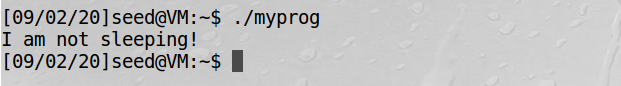 [09/02/20]seed@VM:~$ ./myprog
I am not sleeping!
[09/02/20]seed@VM:~$